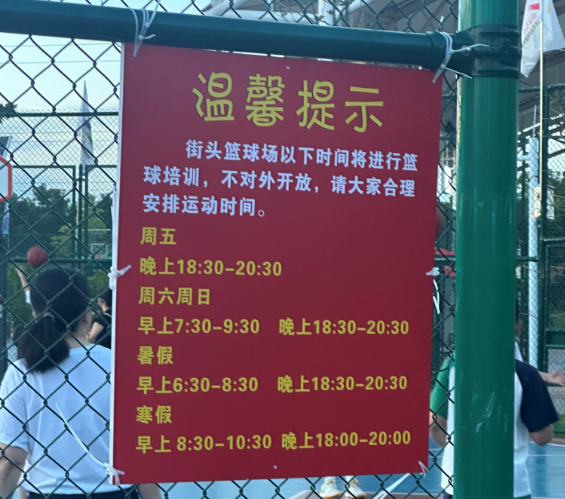 温馨提示
街头篮球场以下时间将进行篮
球培训，不对外开放，请大家合理
安排运动时间。
周五
晚上18:30-20:30
周六周日
早上7:30-9:30 晚上18:30-20:30
暑假
早上6:30-8:30 晚上18:30-20:30
寒假
早上 8:30-10:30 晚上18:00-20:00